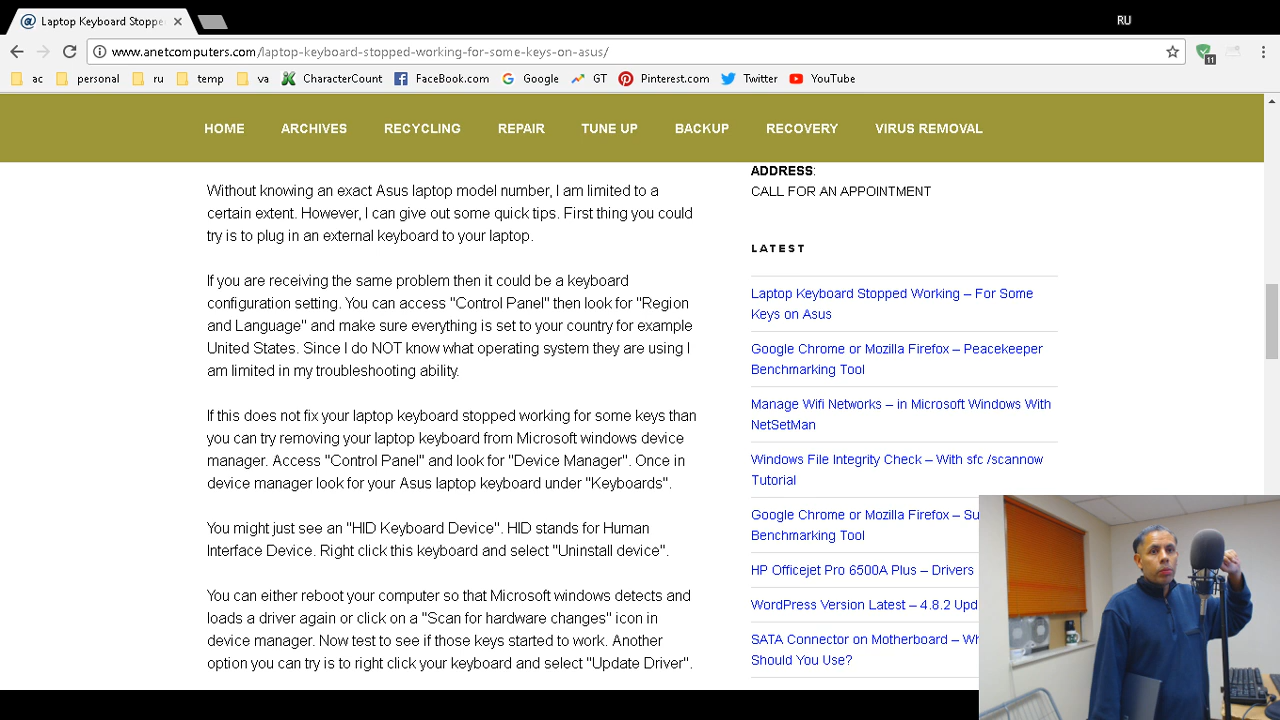 RU
Laptop Keyboard Stoppe
www.anetcomputers.com/laptop-keyboard-stopped-working-for-some-keys-on-asus/
11
ac personal ru temp va CharacterCount FaceBook.com Google GT Pinterest.com Twitter YouTube
HOME ARCHIVES RECYCLING REPAIR TUNE UP BACKUP RECOVERY VIRUS REMOVAL
Without knowing an exact Asus laptop model number, I am limited to a
certain extent. However, I can give out some quick tips. First thing you could
try is to plug in an external keyboard to your laptop.
If you are receiving the same problem then it could be a keyboard
configuration setting. You can access "Control Panel" then look for "Region
and Language" and make sure everything is set to your country for example
United States. Since I do NOT know what operating system they are using I
am limited in my troubleshooting ability.
If this does not fix your laptop keyboard stopped working for some keys than
you can try removing your laptop keyboard from Microsoft windows device
manager. Access "Control Panel" and look for "Device Manager". Once in
device manager look for your Asus laptop keyboard under "Keyboards".
You might just see an "HID Keyboard Device". HID stands for Human
Interface Device. Right click this keyboard and select "Uninstall device".
You can either reboot your computer so that Microsoft windows detects and
loads a driver again or click on a "Scan for hardware changes" icon in
device manager. Now test to see if those keys started to work. Another
option you can try is to right click your keyboard and select "Update Driver".
ADDRESS:
CALL FOR AN APPOINTMENT
LATEST
Laptop Keyboard Stopped Working – For Some
Keys on Asus
Google Chrome or Mozilla Firefox – Peacekeeper
Benchmarking Tool
Manage Wifi Networks – in Microsoft Windows With
NetSetMan
Windows File Integrity Check – With sfc /scannow
Tutorial
Google Chrome or Mozilla Firefox – Su
Benchmarking Tool
HP Officejet Pro 6500A Plus – Drivers
WordPress Version Latest – 4.8.2 Upd
SATA Connector on Motherboard – Wh
Should You Use?